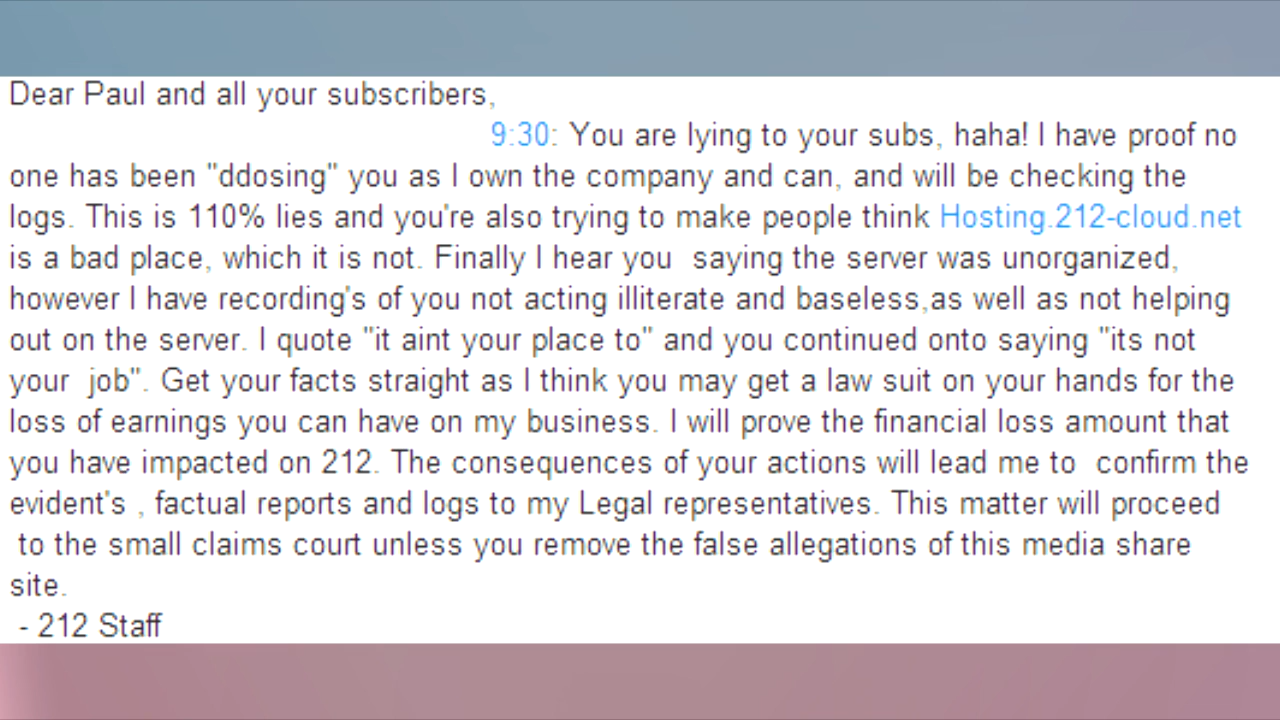 Dear Paul and all your subscribers,
9:30: You are lying to your subs, haha! I have proof no
one has been "ddosing" you as I own the company and can, and will be checking the
logs. This is 110% lies and you're also trying to make people think Hosting.212-cloud.net
is a bad place, which it is not. Finally I hear you  saying the server was unorganized,
however I have recording's of you not acting illiterate and baseless,as well as not helping
out on the server. I quote "it aint your place to" and you continued onto saying "its not
your  job". Get your facts straight as I think you may get a law suit on your hands for the
loss of earnings you can have on my business. I will prove the financial loss amount that
you have impacted on 212. The consequences of your actions will lead me to  confirm the
evident's , factual reports and logs to my Legal representatives. This matter will proceed
to the small claims court unless you remove the false allegations of this media share
site.
- 212 Staff